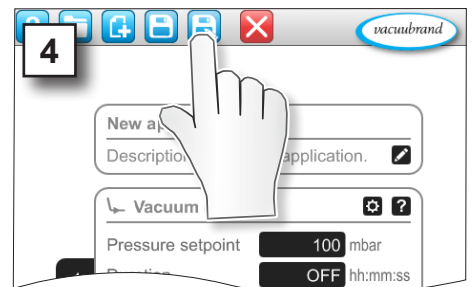 4
vacuubrand
New ap
Description application.
Vacuum
?
Pressure setpoint 100 mbar
OFF hh:mm:ss